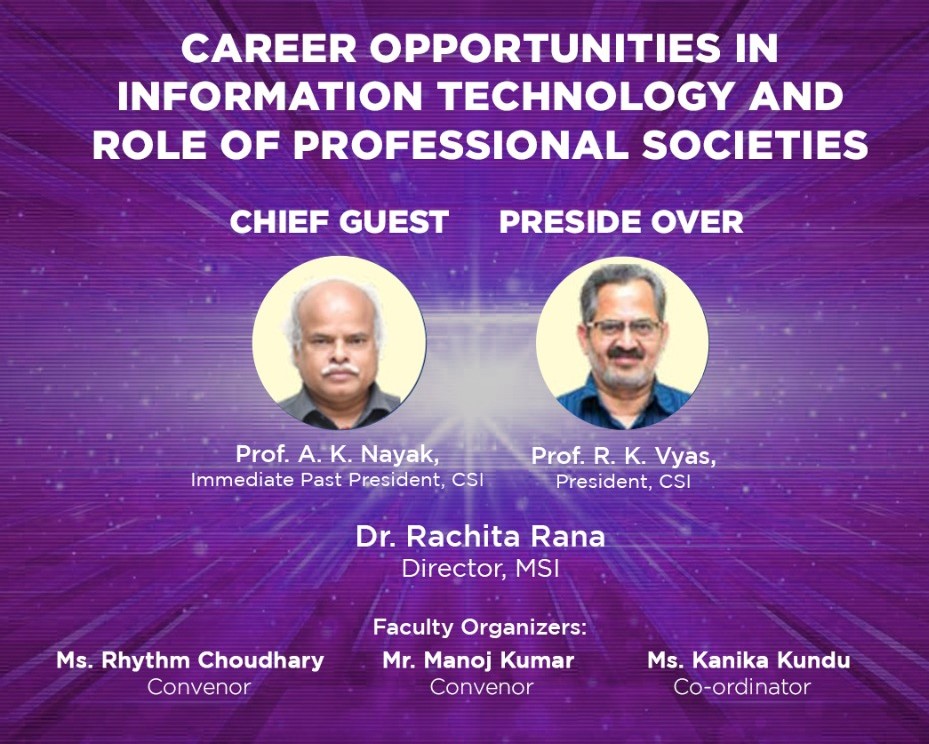 CAREER OPPORTUNITIES IN
INFORMATION TECHNOLOGY AND
ROLE OF PROFESSIONAL SOCIETIES
CHIEF GUEST
PRESIDE OVER
Prof. A. K. Nayak,
Immediate Past President, CSI
Prof. R. K. Vyas,
President, CSI
Dr. Rachita Rana
Director, MSI
Faculty Organizers:
Ms. Rhythm Choudhary
Convenor
Mr. Manoj Kumar
Convenor
Ms. Kanika Kundu
Co-ordinator